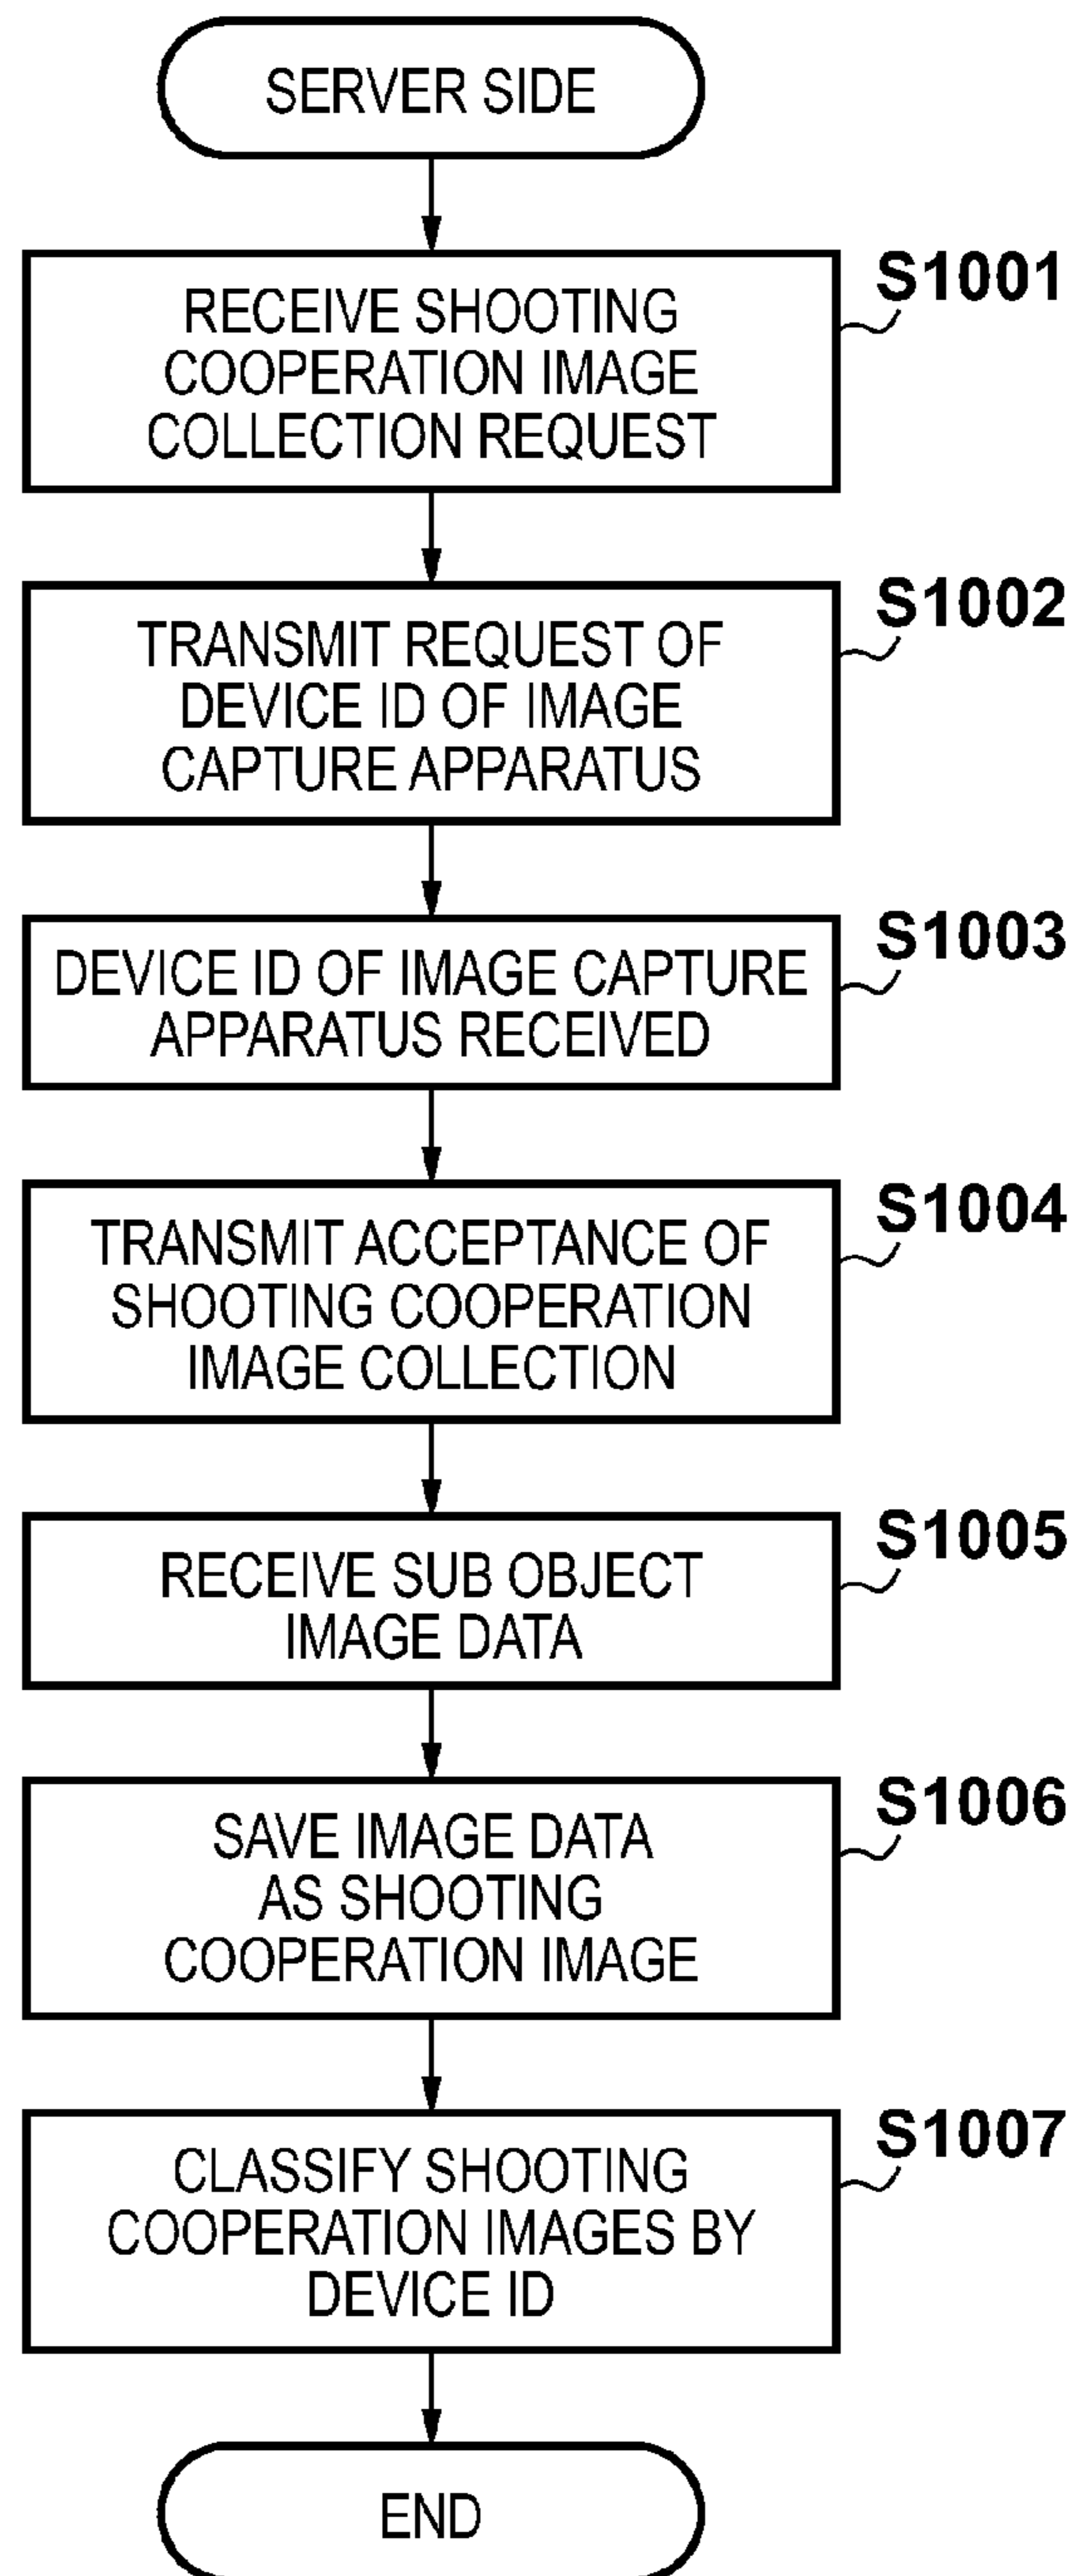 SERVER SIDE
S1001
RECEIVE SHOOTING
COOPERATION IMAGE
COLLECTION REQUEST
S1002
TRANSMIT REQUEST OF
DEVICE ID OF IMAGE
CAPTURE APPARATUS
S1003
DEVICE ID OF IMAGE CAPTURE
APPARATUS RECEIVED
S1004
TRANSMIT ACCEPTANCE OF
SHOOTING COOPERATION
IMAGE COLLECTION
S1005
RECEIVE SUB OBJECT
IMAGE DATA
S1006
SAVE IMAGE DATA
AS SHOOTING
COOPERATION IMAGE
S1007
CLASSIFY SHOOTING
COOPERATION IMAGES BY
DEVICE ID
END